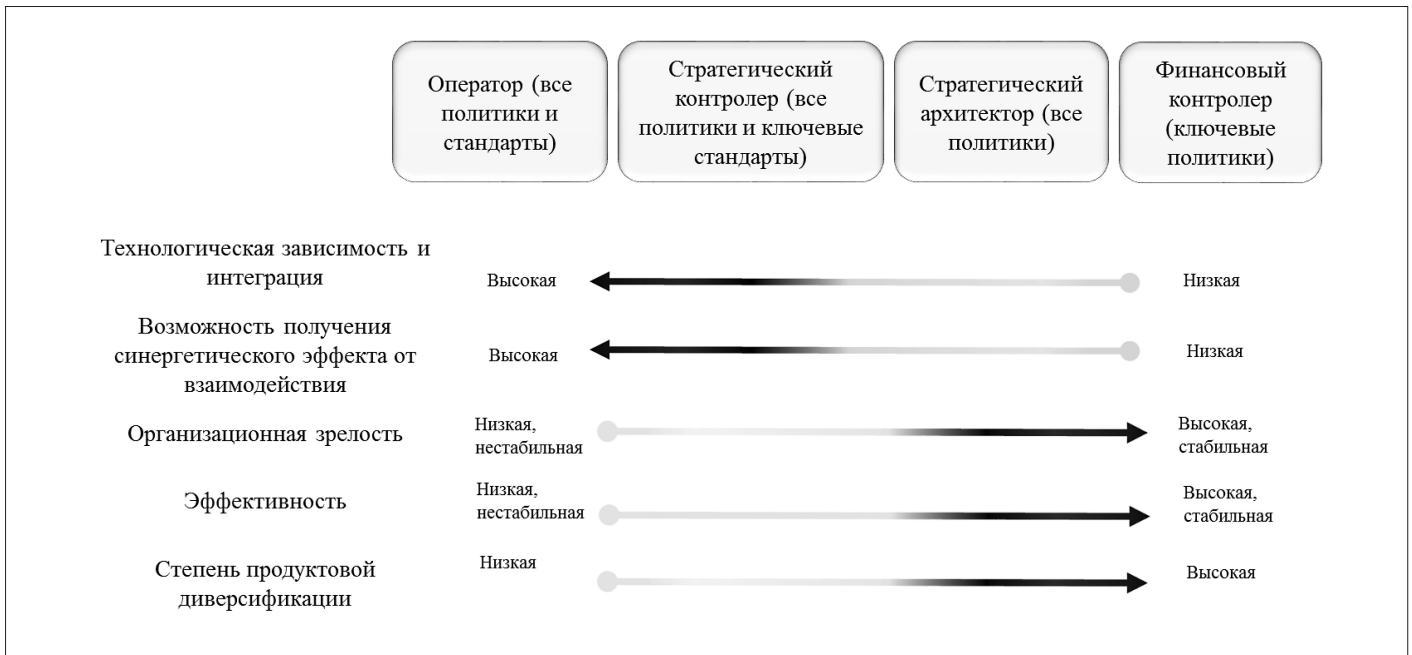 Оператор (все
политики и
стандарты)
Стратегический
контролер (все
политики и ключевые
стандарты)
Стратегический
архитектор (все
политики)
Финансовый
контролер
(ключевые
политики)
Технологическая зависимость и
интеграция
Высокая
Низкая
Возможность получения
синергетического эффекта от
взаимодействия
Высокая
Низкая
Организационная зрелость
Низкая,
нестабильная
Высокая,
стабильная
Эффективность
Низкая,
нестабильная
Высокая,
стабильная
Степень продуктовой
диверсификации
Низкая
Высокая